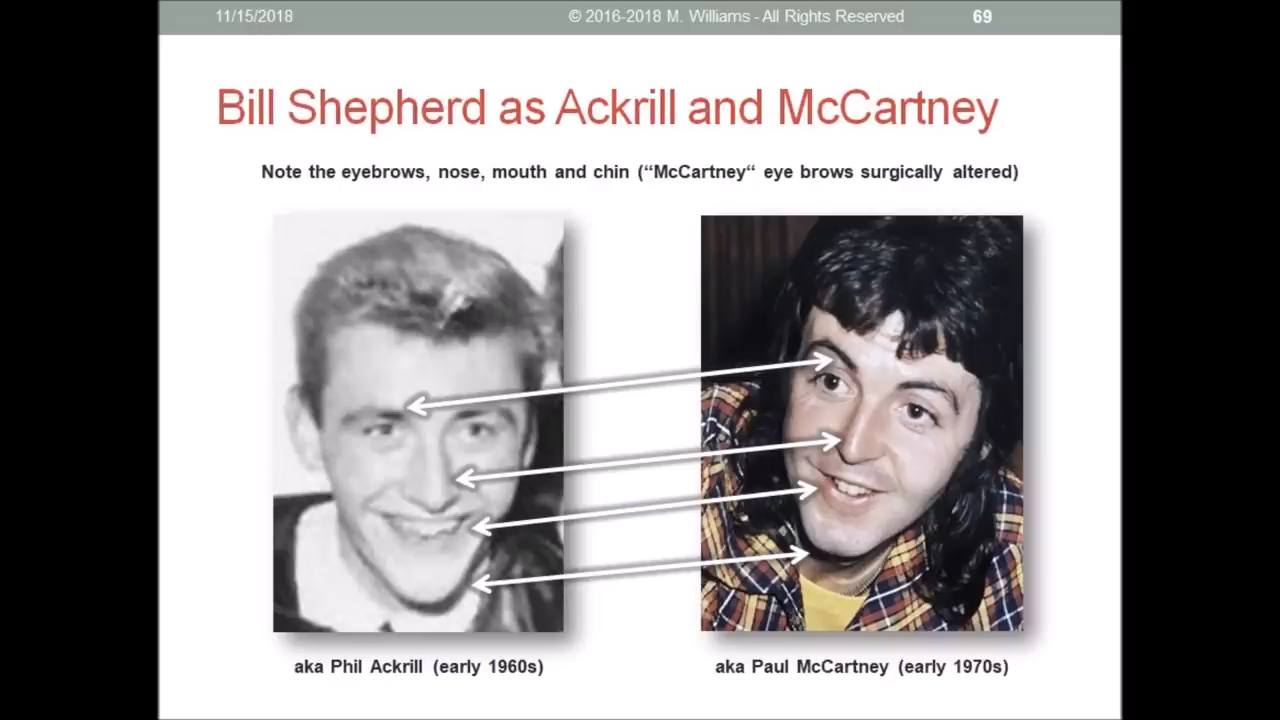 11/15/2018 © 2016-2018 M. Williams - All Rights Reserved 69
Bill Shepherd as Ackrill and McCartney
Note the eyebrows, nose, mouth and chin (“McCartney“ eye brows surgically altered)
aka Phil Ackrill (early 1960s) aka Paul McCartney (early 1970s)